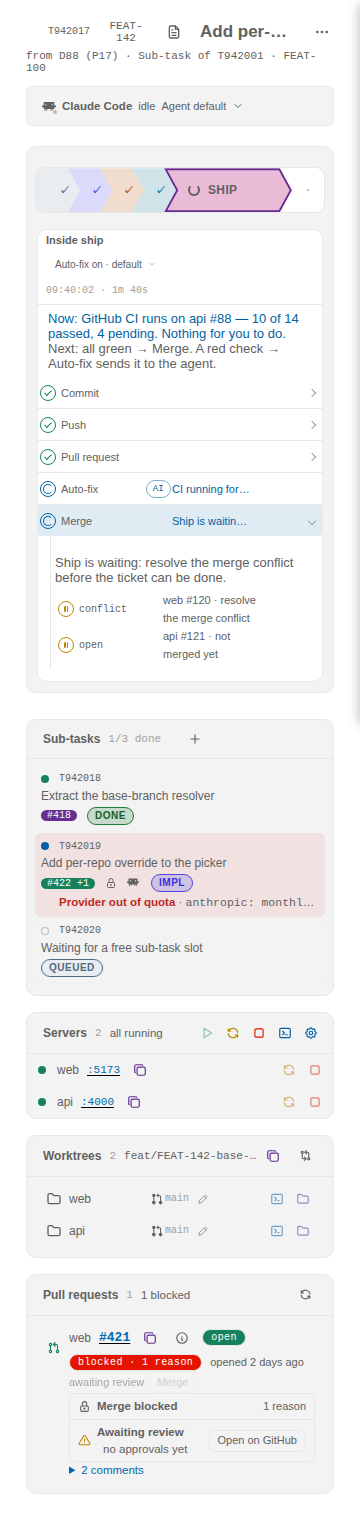 T942017 FEAT-142 Add per-…
from D88 (P17) · Sub-task of T942001 · FEAT-
100
Claude Code idle Agent default
SHIP
Inside ship
Auto-fix on · default
09:40:02 · 1m 40s
Now: GitHub CI runs on api #88 — 10 of 14
passed, 4 pending. Nothing for you to do.
Next: all green → Merge. A red check →
Auto-fix sends it to the agent.
Commit
Push
Pull request
Auto-fix AI CI running for…
Merge Ship is waitin…
Ship is waiting: resolve the merge conflict
before the ticket can be done.
conflict web #120 · resolve
the merge conflict
open api #121 · not
merged yet
Sub-tasks 1/3 done
T942018
Extract the base-branch resolver
#418 DONE
T942019
Add per-repo override to the picker
#422 +1 IMPL
Provider out of quota · anthropic: monthl…
T942020
Waiting for a free sub-task slot
QUEUED
Servers 2 all running
web :5173
api :4000
Worktrees 2 feat/FEAT-142-base-…
web main
api main
Pull requests 1 1 blocked
web #421 open
blocked · 1 reason opened 2 days ago
awaiting review Merge
Merge blocked 1 reason
Awaiting review
no approvals yet Open on GitHub
2 comments